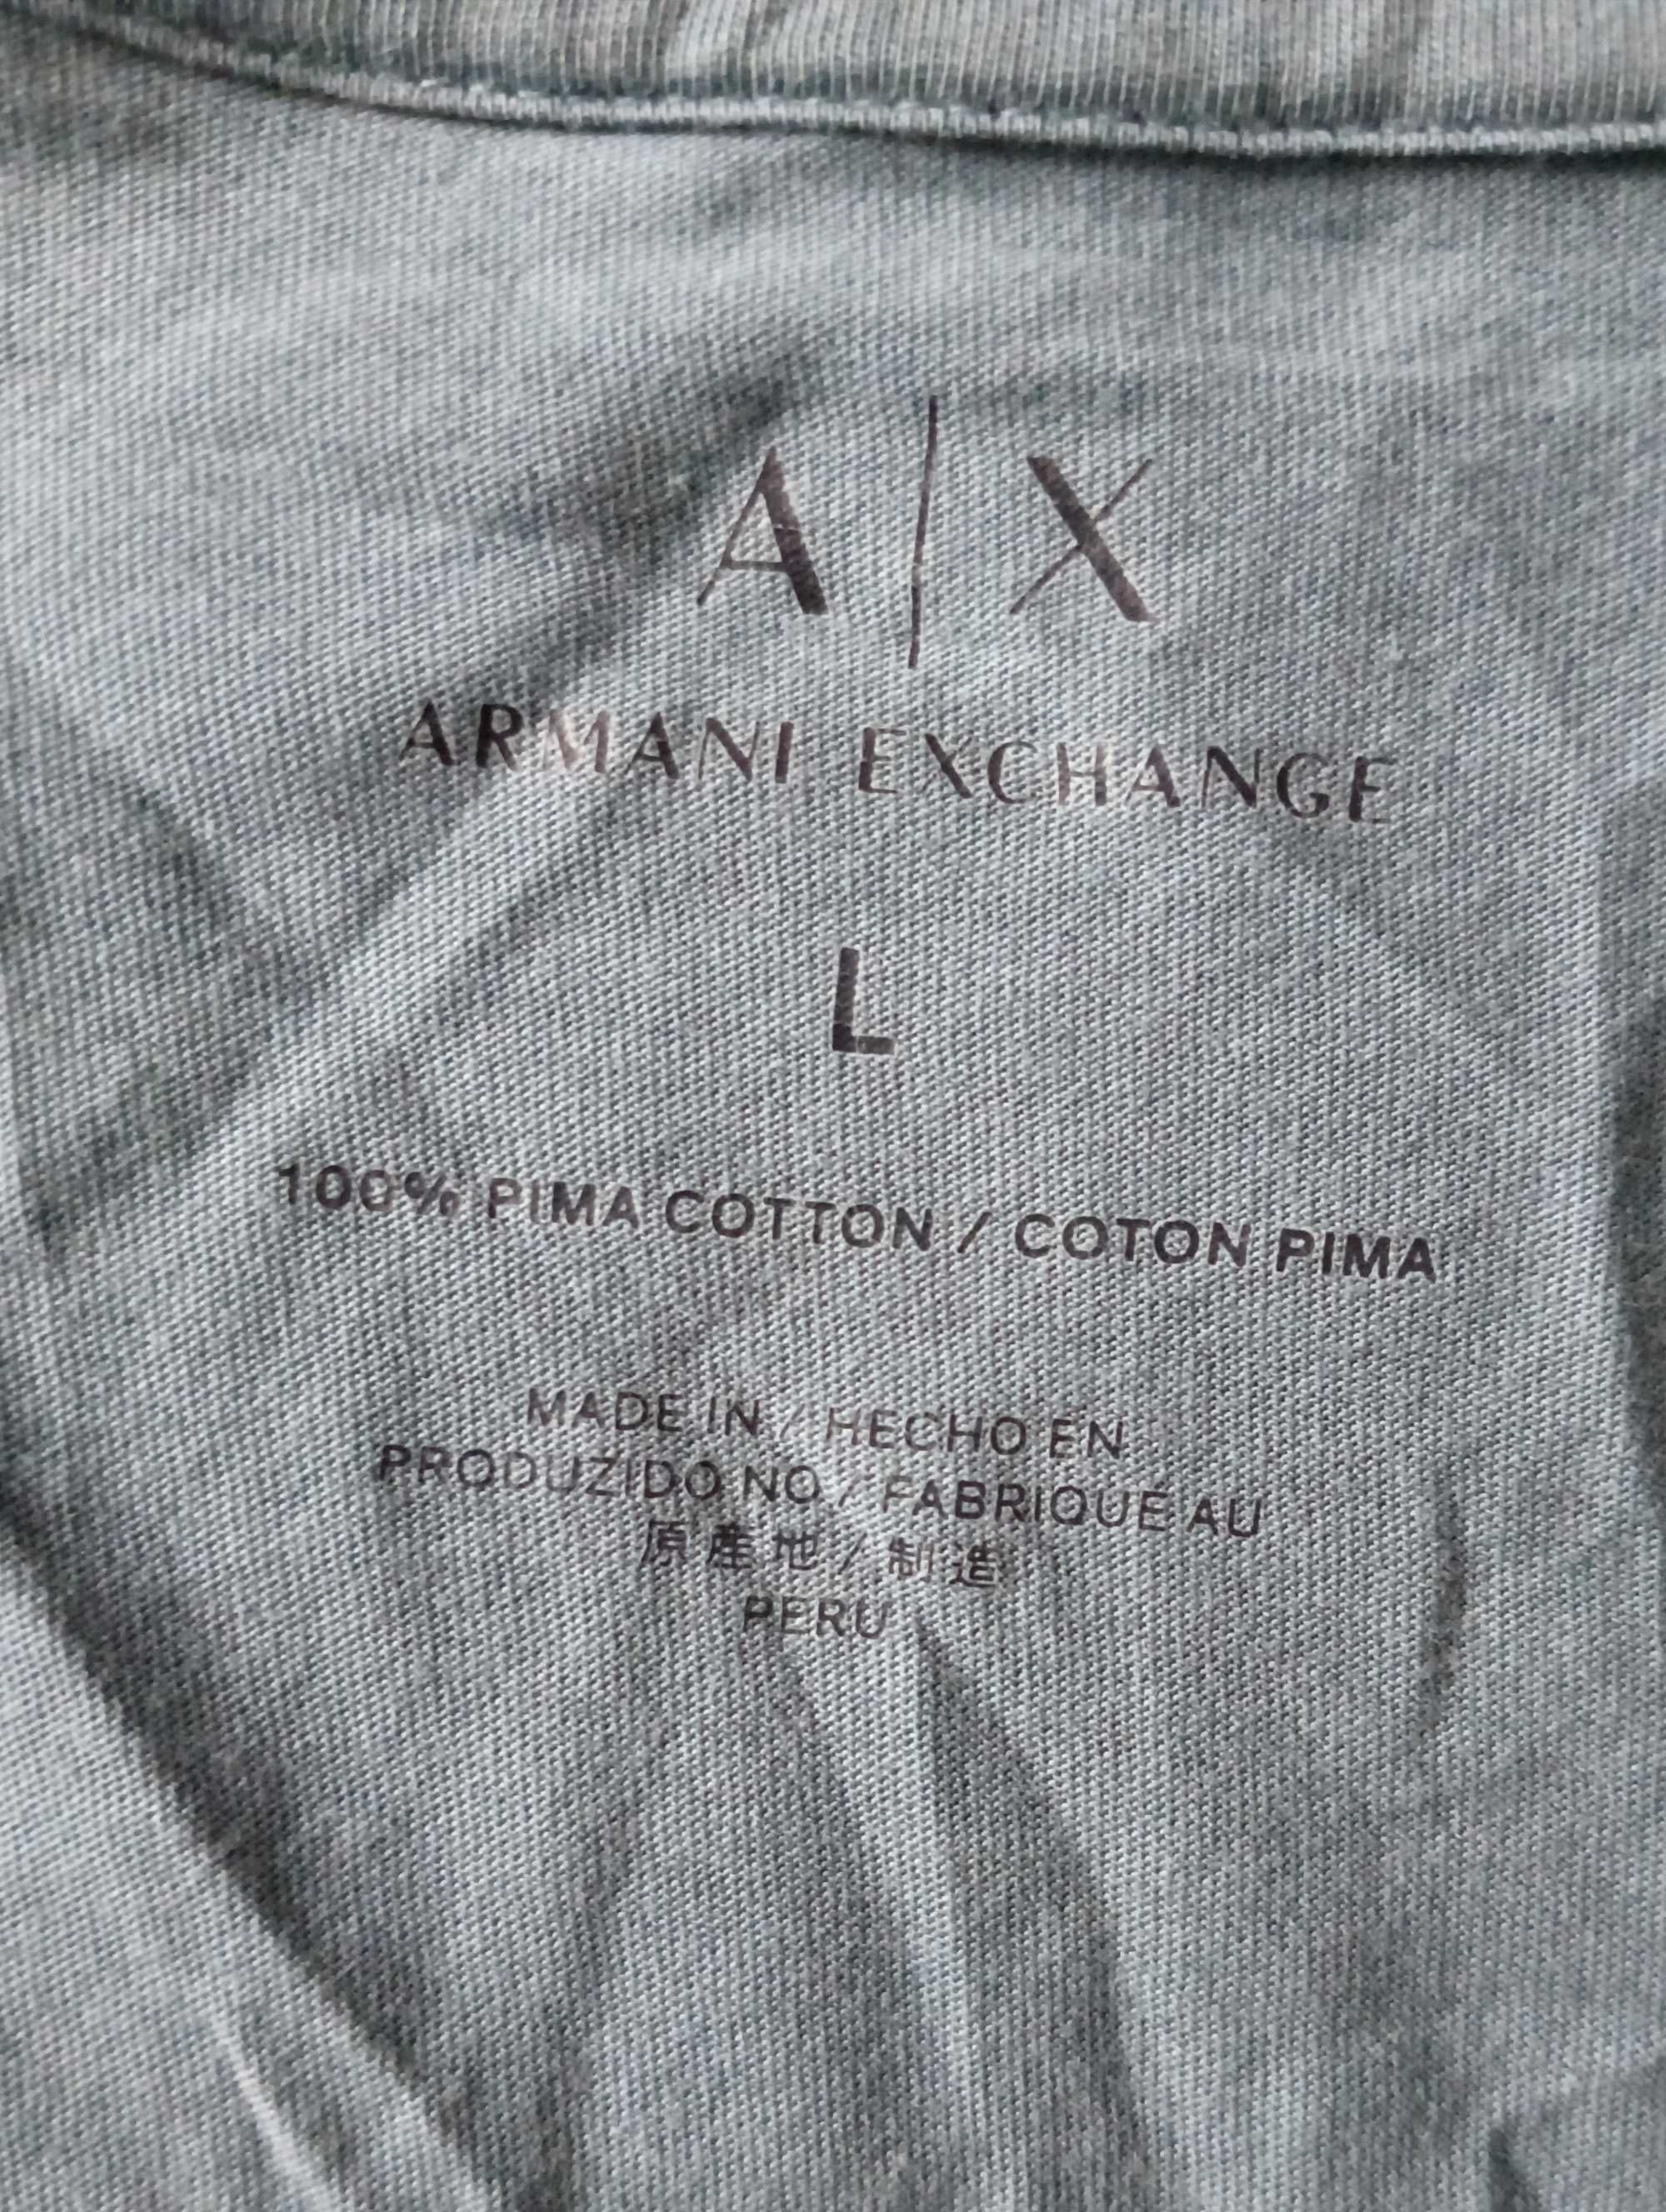 A|X
ARMANI EXCHANGE
L
100% PIMA COTTON / COTON PIMA
MADE IN / HECHO EN
PRODUZIDO NO / FABRIQUÉ AU
原産地 / 制造
PERU